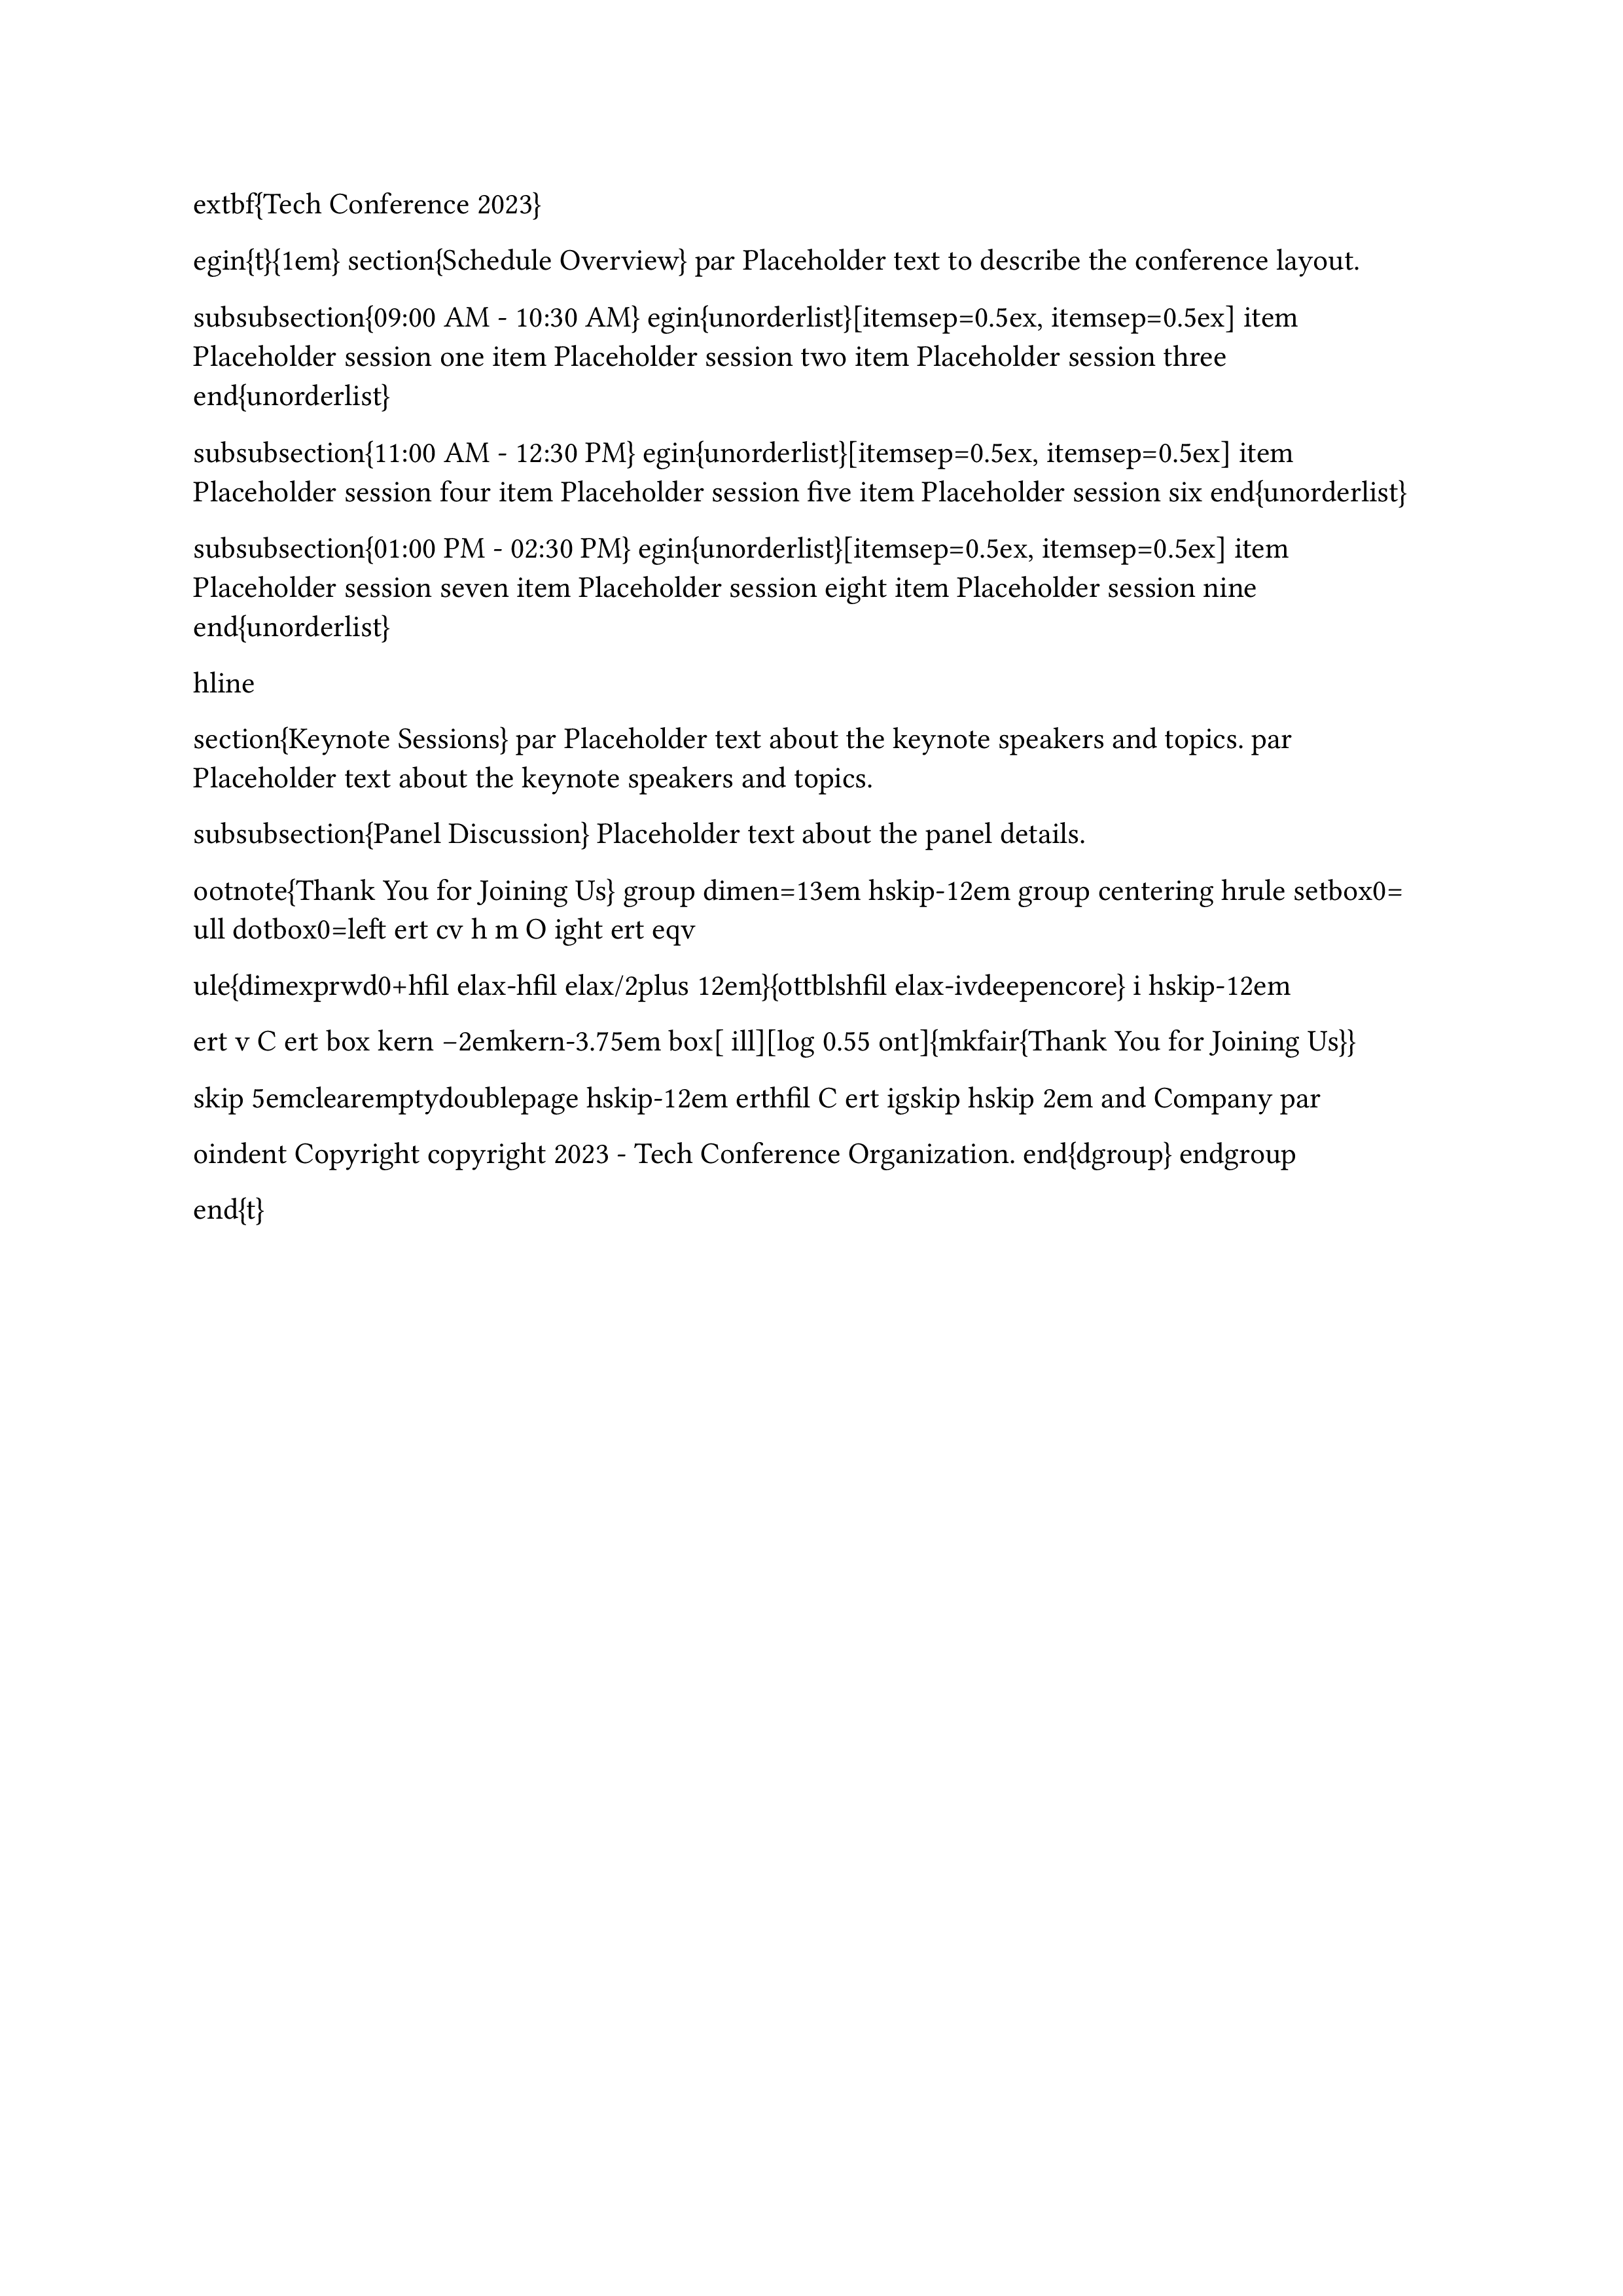 extbf{Tech Conference 2023}
egin{t}{1em} section{Schedule Overview} par Placeholder text to describe the conference layout.
subsubsection{09:00 AM - 10:30 AM} egin{unorderlist}[itemsep=0.5ex, itemsep=0.5ex] item
Placeholder session one item Placeholder session two item Placeholder session three
end{unorderlist}
subsubsection{11:00 AM - 12:30 PM} egin{unorderlist}[itemsep=0.5ex, itemsep=0.5ex] item
Placeholder session four item Placeholder session five item Placeholder session six end{unorderlist}
subsubsection{01:00 PM - 02:30 PM} egin{unorderlist}[itemsep=0.5ex, itemsep=0.5ex] item
Placeholder session seven item Placeholder session eight item Placeholder session nine
end{unorderlist}
hline
section{Keynote Sessions} par Placeholder text about the keynote speakers and topics. par
Placeholder text about the keynote speakers and topics.
subsubsection{Panel Discussion} Placeholder text about the panel details.
ootnote{Thank You for Joining Us} group dimen=13em hskip-12em group centering hrule setbox0=
ull dotbox0=left ert cv h m O ight ert eqv
ule{dimexprwd0+hfil elax-hfil elax/2plus 12em}{ottblshfil elax-ivdeepencore} i hskip-12em
ert v C ert box kern −2emkern-3.75em box[ ill][log 0.55 ont]{mkfair{Thank You for Joining Us}}
skip 5emclearemptydoublepage hskip-12em erthfil C ert igskip hskip 2em and Company par
oindent Copyright copyright 2023 - Tech Conference Organization. end{dgroup} endgroup
end{t}